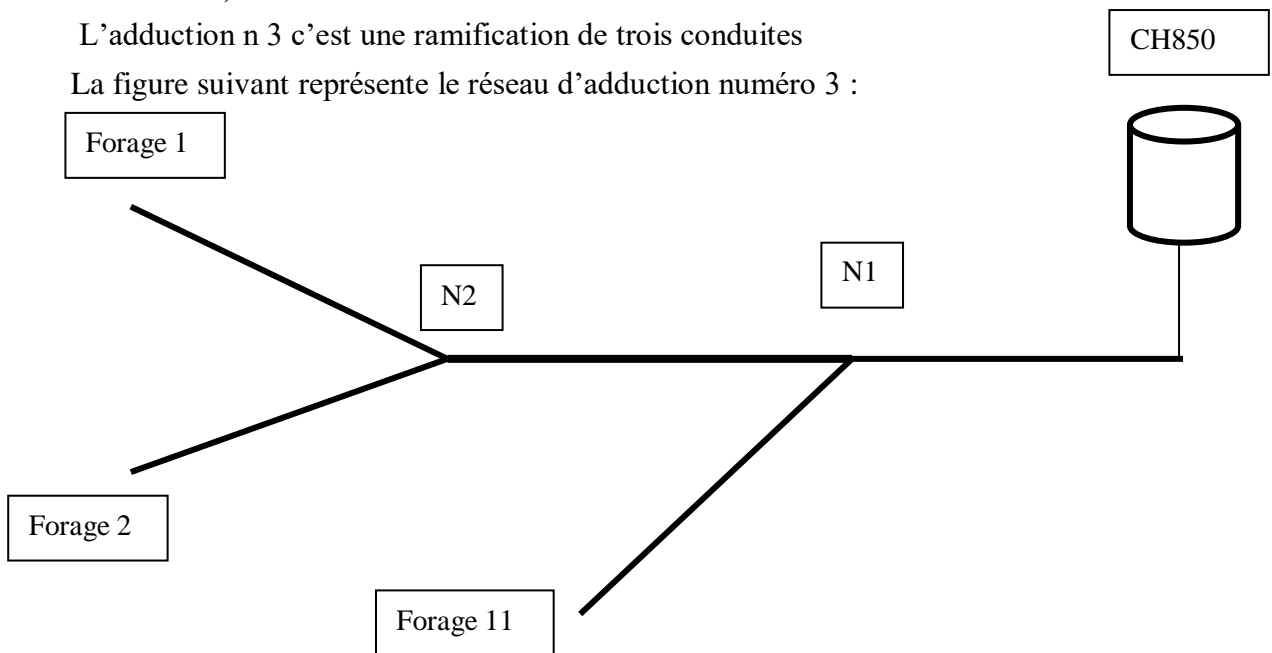 L’adduction n 3 c’est une ramification de trois conduites
CH850
La figure suivant représente le réseau d’adduction numéro 3 :
Forage 1
N1
N2
Forage 2
Forage 11